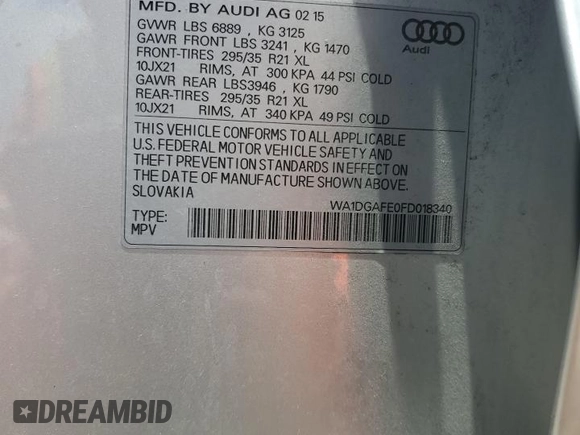 MFD. BY AUDI AG 02 15
GVWR LBS 6889 , KG 3125
GAWR FRONT LBS 3241 , KG 1470
FRONT-TIRES 295/35 R21 XL
10JX21 RIMS, AT 300 KPA 44 PSI COLD
GAWR REAR LBS3946 , KG 1790
REAR-TIRES 295/35 R21 XL
10JX21 RIMS, AT 340 KPA 49 PSI COLD
Audi
THIS VEHICLE CONFORMS TO ALL APPLICABLE
U.S. FEDERAL MOTOR VEHICLE SAFETY AND
THEFT PREVENTION STANDARDS IN EFFECT ON
THE DATE OF MANUFACTURE SHOWN ABOVE.
SLOVAKIA
WA1DGAFE0FD018340
TYPE:
MPV
DREAMBID